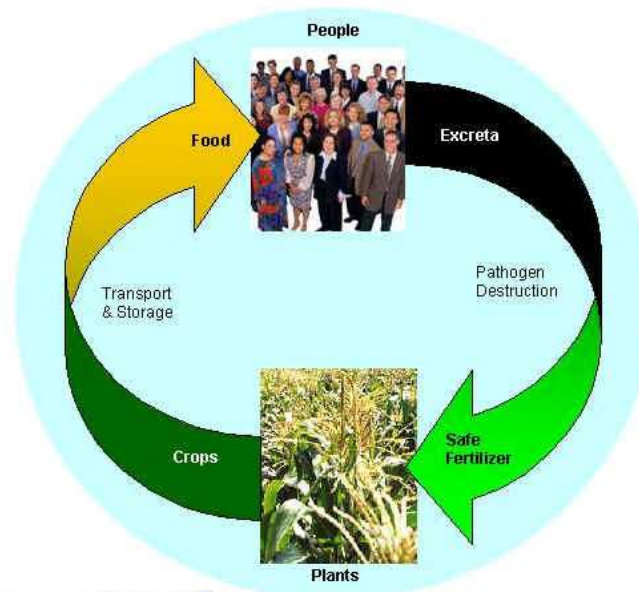 People
Food
Excreta
Transport
& Storage
Pathogen
Destruction
Crops
Safe
Fertilizer
Plants